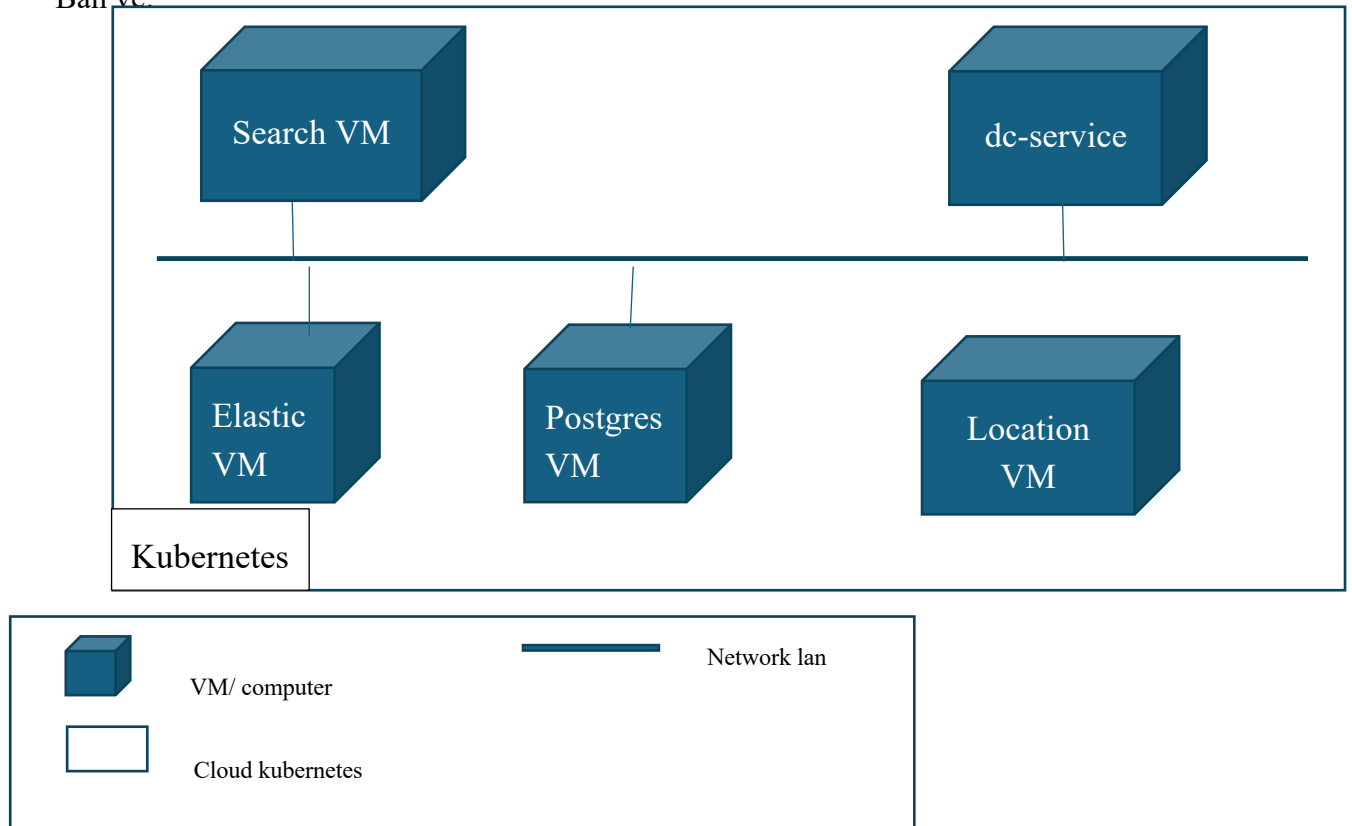 Search VM
dc-service
Elastic
VM
Postgres
VM
Location
VM
Kubernetes
Network lan
VM/ computer
Cloud kubernetes